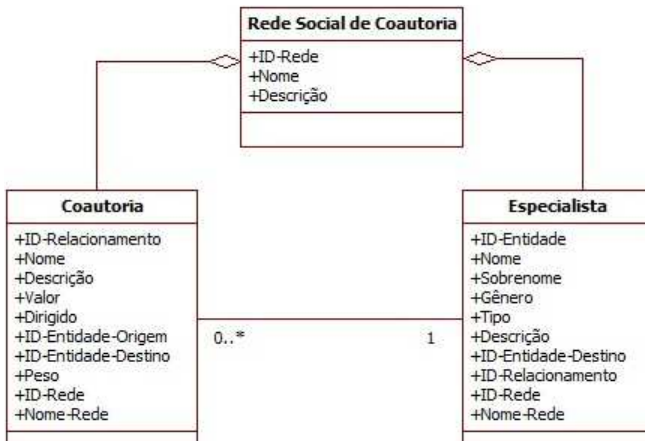 Rede Social de Coautoria
+ID-Rede
+Nome
+Descrição
Coautoria
+ID-Relacionamento
+Nome
+Descrição
+Valor
+Dirigido
+ID-Entidade-Origem
+ID-Entidade-Destino
+Peso
+ID-Rede
+Nome-Rede
0..*
1
Especialista
+ID-Entidade
+Nome
+Sobrenome
+Gênero
+Tipo
+Descrição
+ID-Entidade-Destino
+ID-Relacionamento
+ID-Rede
+Nome-Rede